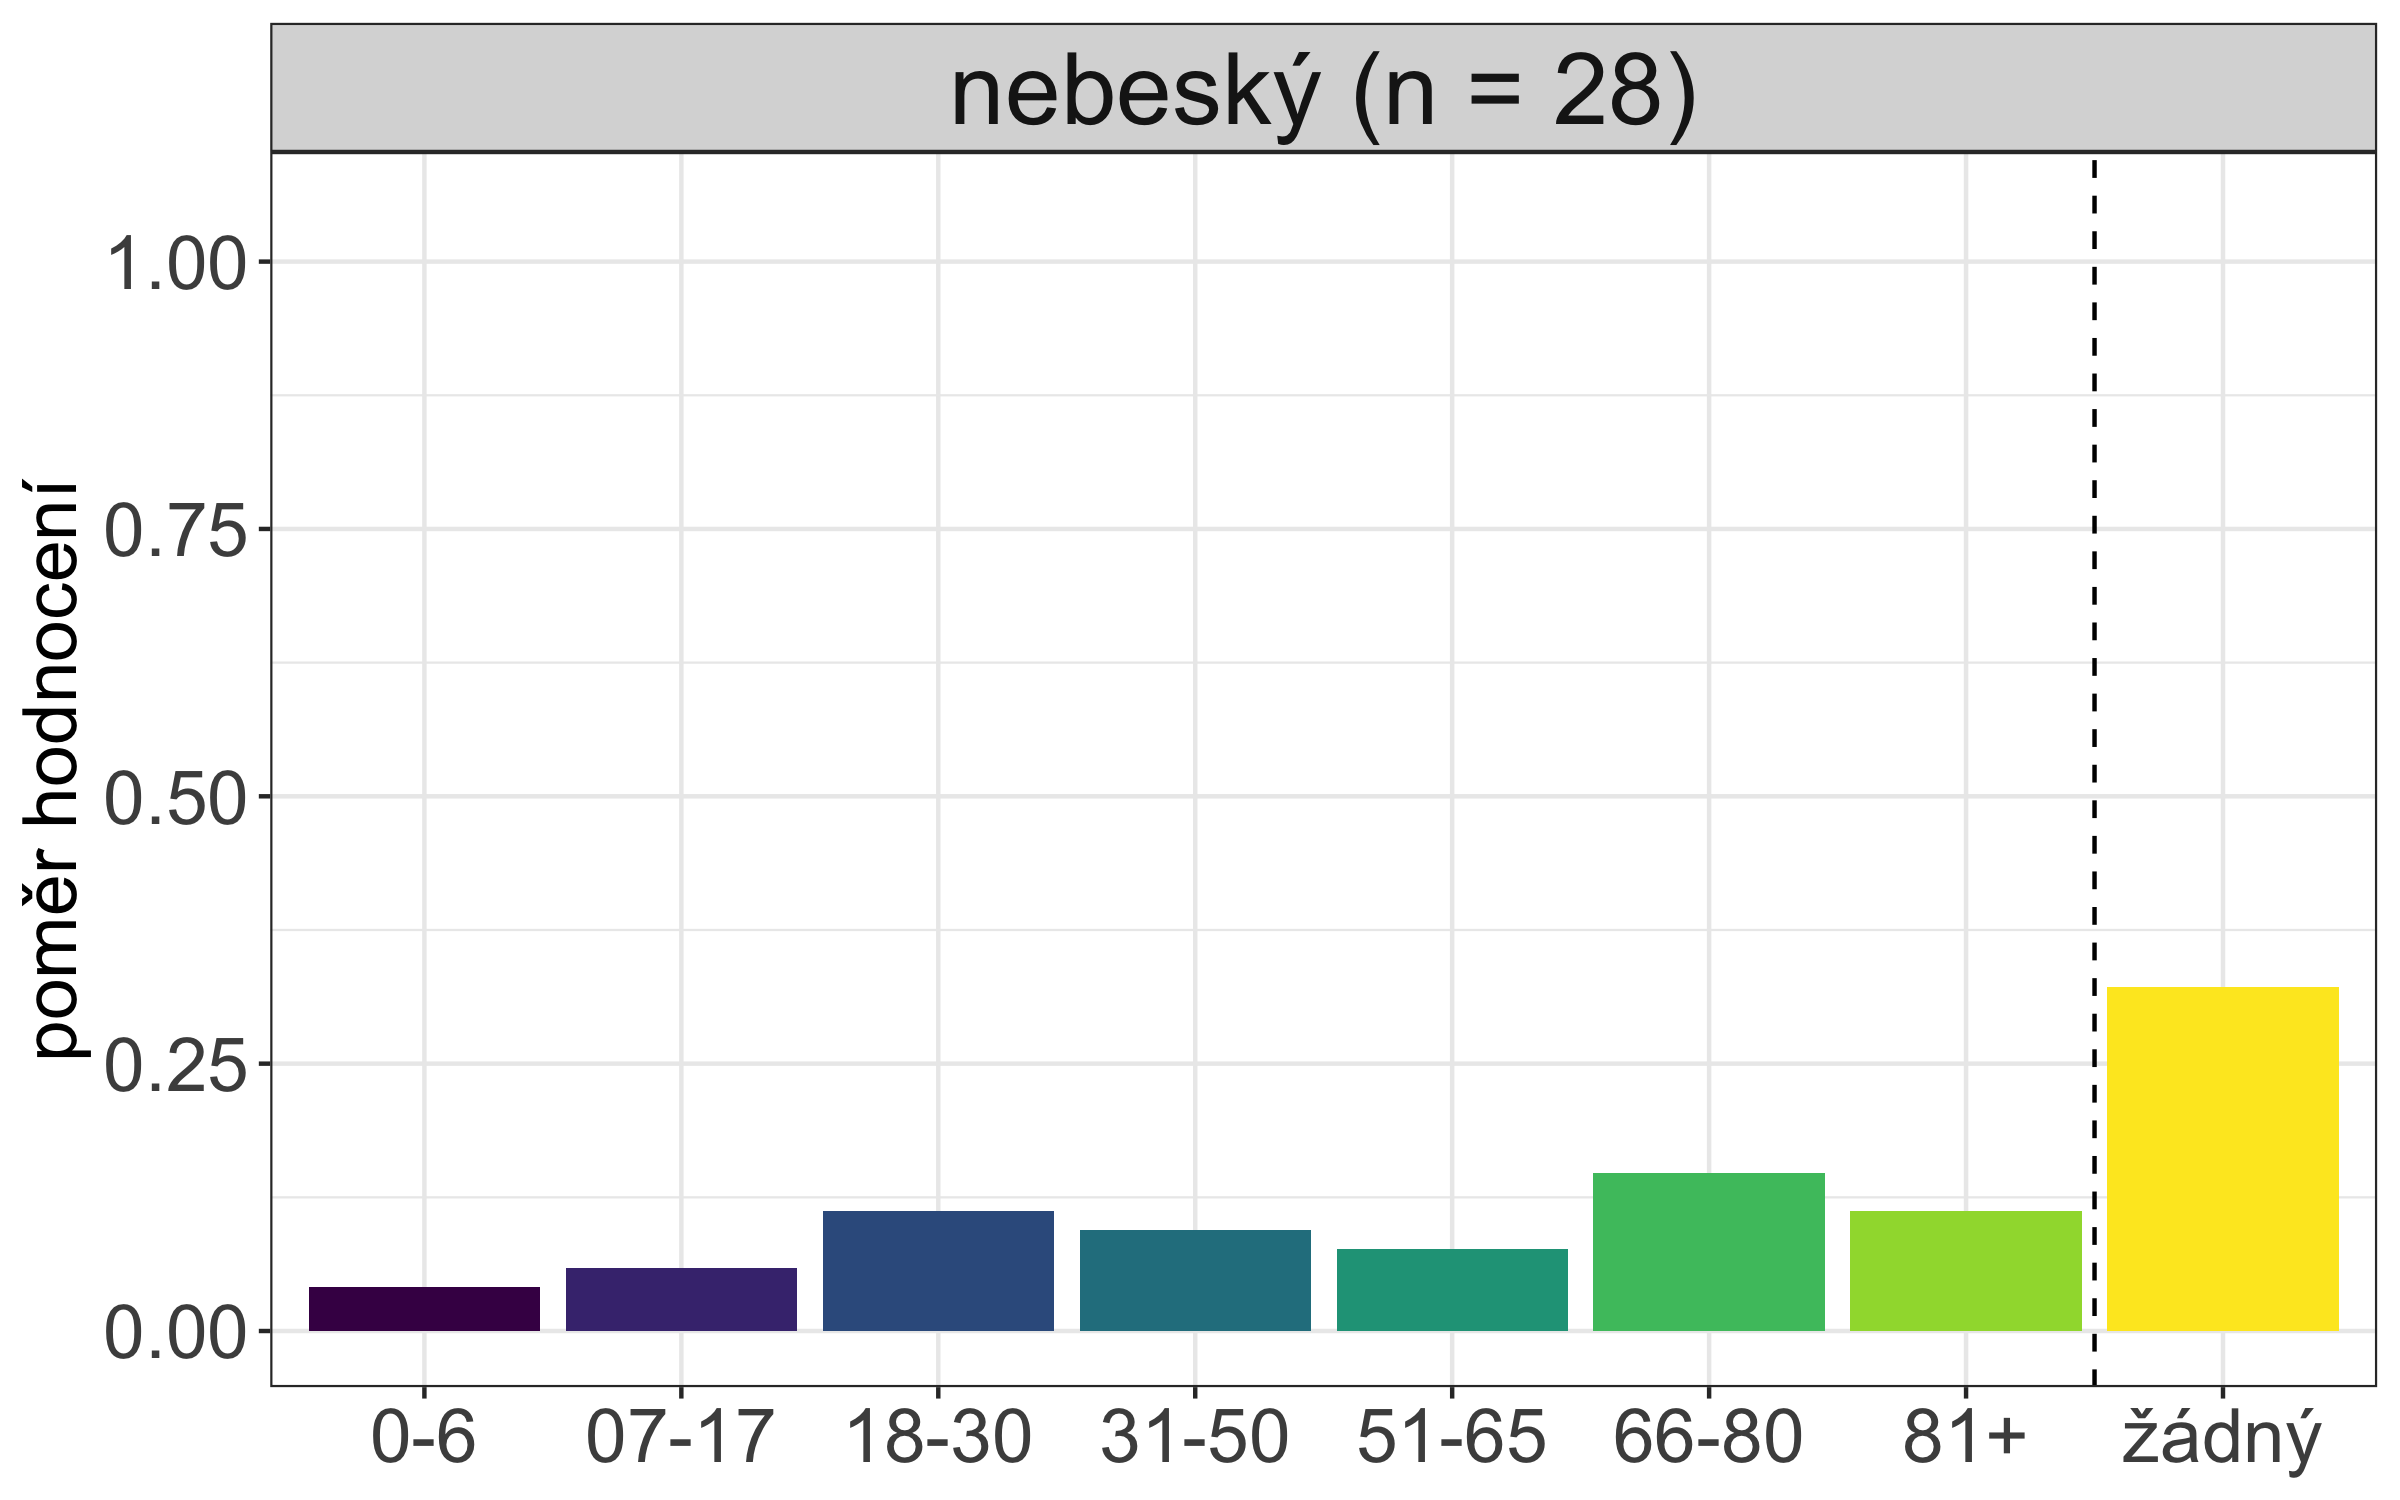 nebeský (n = 28)
poměr hodnocení
1.00
0.75
0.50
0.25
0.00
0-6 07-17 18-30 31-50 51-65 66-80 81+ žádný